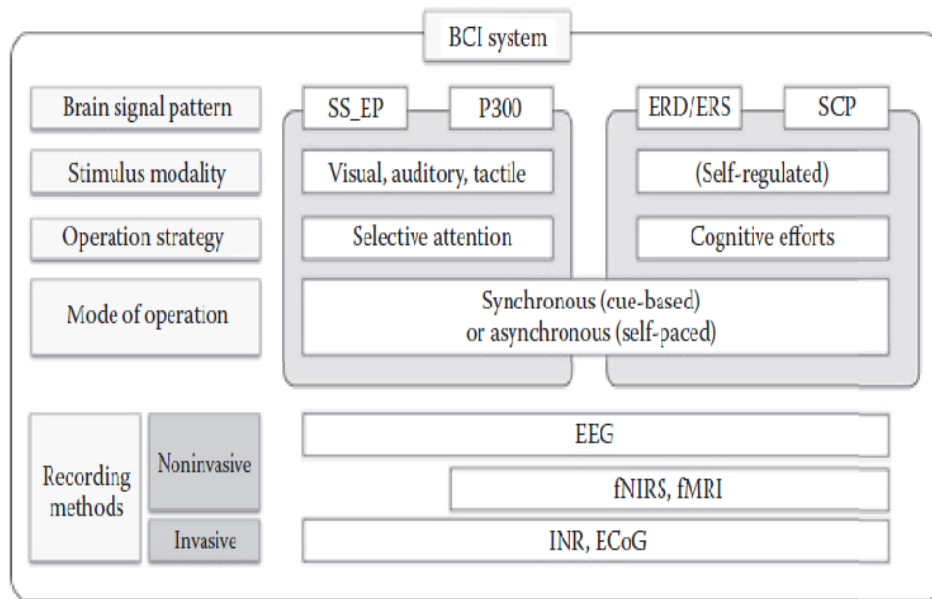 BCI system
Brain signal pattern
SS_EP
P300
ERD/ERS
SCP
Stimulus modality
Visual, auditory, tactile
(Self-regulated)
Operation strategy
Selective attention
Cognitive efforts
Mode of operation
Synchronous (cue-based)
or asynchronous (self-paced)
Recording
methods
Noninvasive
EEG
fNIRS, fMRI
Invasive
INR, ECoG